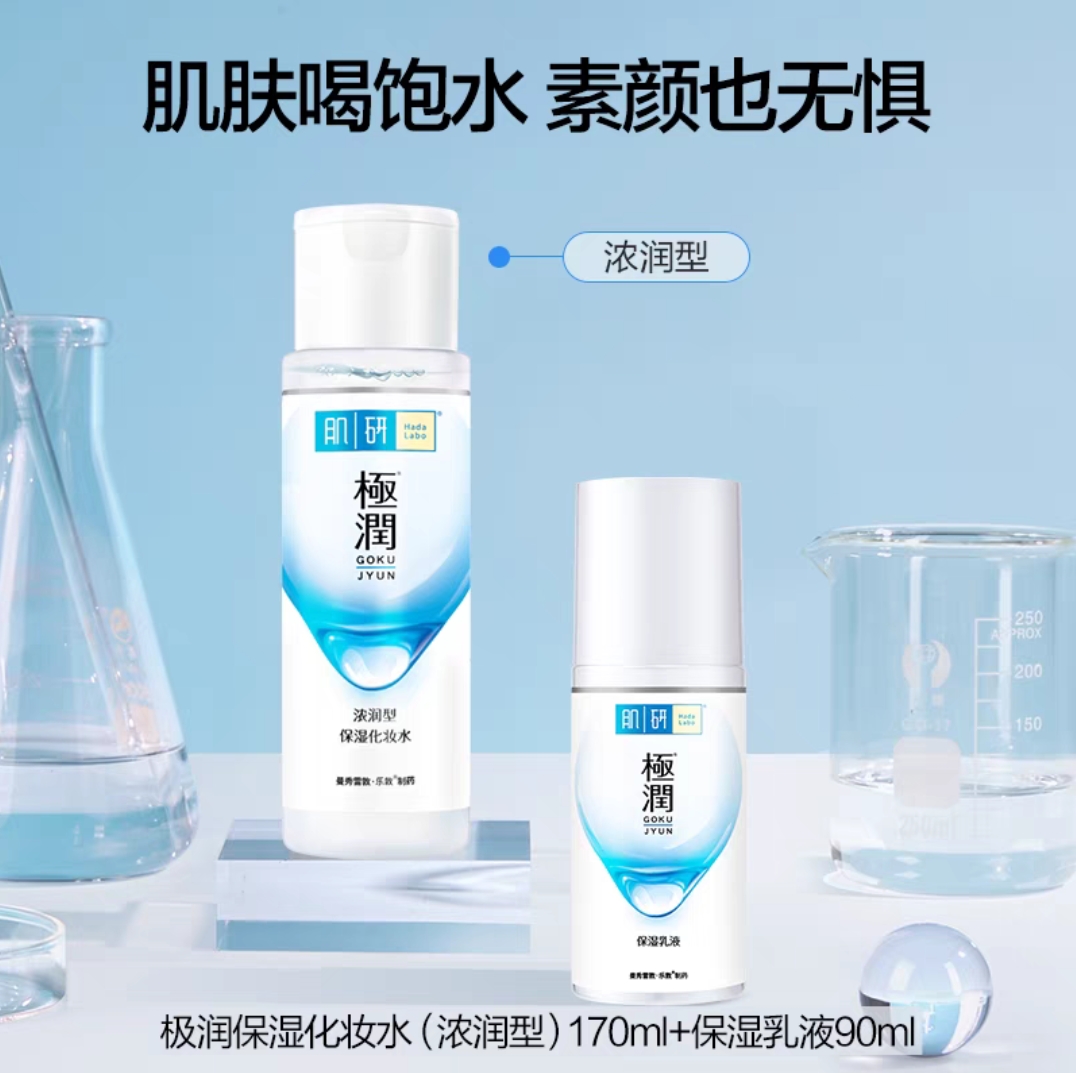 肌肤喝饱水 素颜也无惧
浓润型
肌研
Hada
Labo
極
潤
GOKU
JYUN
浓润型
保湿化妆水
曼秀雷敦·乐敦®制药
肌研
Hada
Labo
極
潤
GOKU
JYUN
保湿乳液
曼秀雷敦·乐敦®制药
250
APPROX
200
150
250ml
极润保湿化妆水（浓润型）170ml+保湿乳液90ml